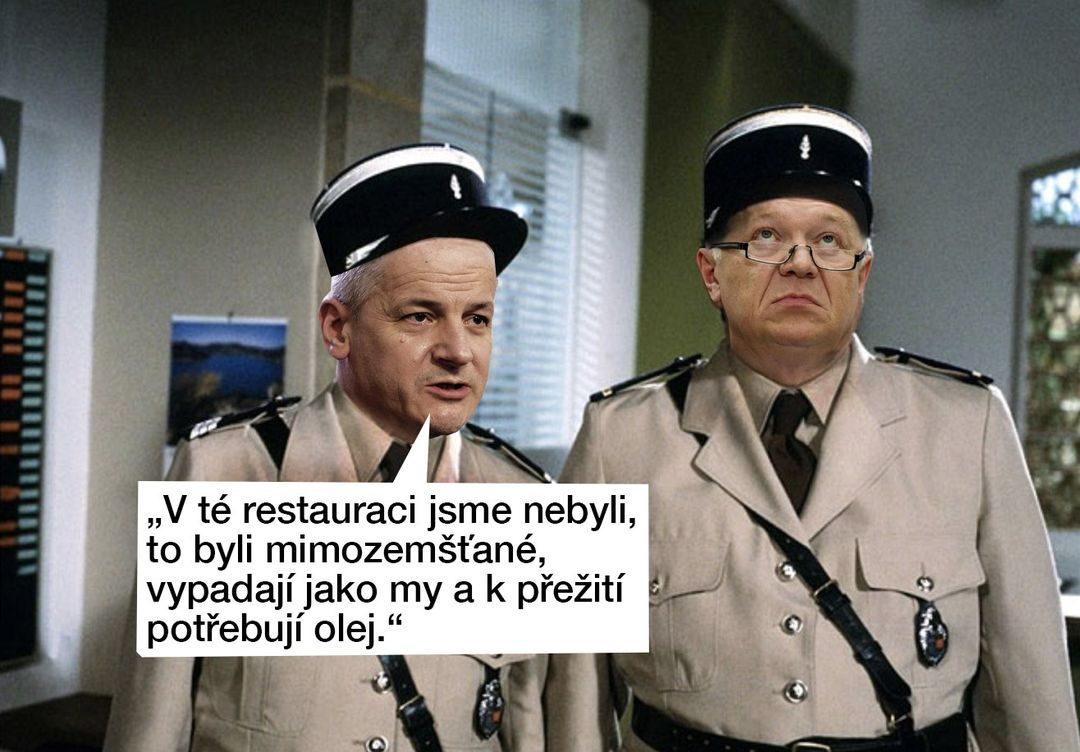 „V té restauraci jsme nebyli,
to byli mimozemšťané,
vypadají jako my a k přežití
potřebují olej.“